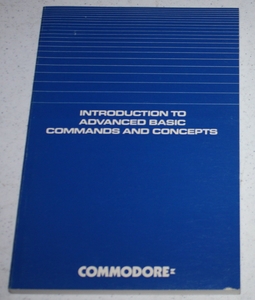 INTRODUCTION TO
ADVANCED BASIC
COMMANDS AND CONCEPTS
COMMODORE